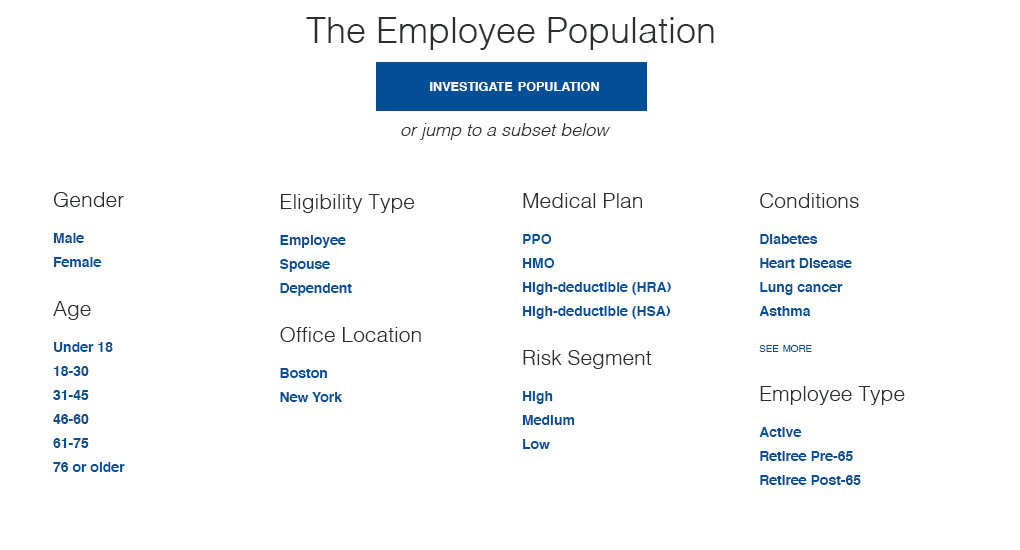 The Employee Population
INVESTIGATE POPULATION
or jump to a subset below
Gender
Male
Female
Age
Under 18
18-30
31-45
46-60
61-75
76 or older
Eligibility Type
Employee
Spouse
Dependent
Office Location
Boston
New York
Medical Plan
PPO
HMO
High-deductible (HRA)
High-deductible (HSA)
Risk Segment
High
Medium
Low
Conditions
Diabetes
Heart Disease
Lung cancer
Asthma
SEE MORE
Employee Type
Active
Retiree Pre-65
Retiree Post-65